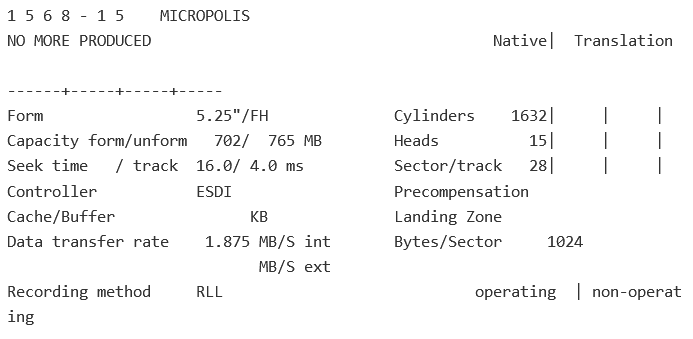 1 5 6 8 - 1 5    MICROPOLIS
NO MORE PRODUCED                                      Native|  Translation
------+-----+-----+-----
Form                 5.25"/FH              Cylinders    1632|     |     |
Capacity form/unform   702/  765 MB        Heads          15|     |     |
Seek time   / track  16.0/ 4.0 ms          Sector/track   28|     |     |
Controller           ESDI                  Precompensation
Cache/Buffer               KB              Landing Zone
Data transfer rate    1.875 MB/S int       Bytes/Sector     1024
                            MB/S ext
Recording method     RLL                            operating  | non-operat
ing